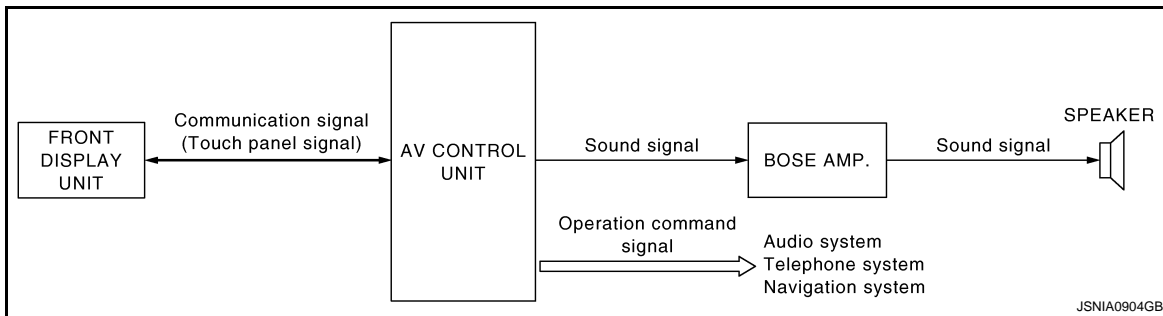 FRONT
DISPLAY
UNIT
Communication signal
(Touch panel signal)
AV CONTROL
UNIT
Sound signal
BOSE AMP.
Sound signal
SPEAKER
Operation command
signal
Audio system
Telephone system
Navigation system
JSNIA0904GB